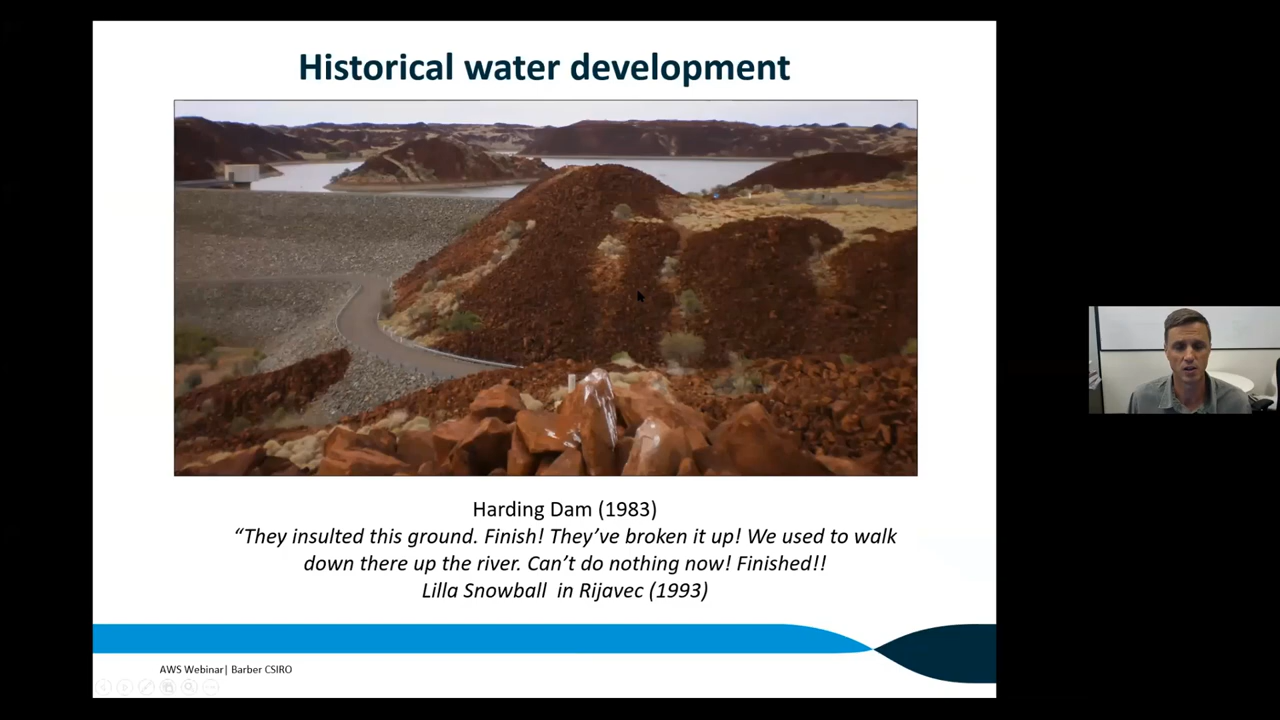 Historical water development
Harding Dam (1983)
“They insulted this ground. Finish! They’ve broken it up! We used to walk
down there up the river. Can’t do nothing now! Finished!!
Lilla Snowball  in Rijavec (1993)
AWS Webinar| Barber CSIRO